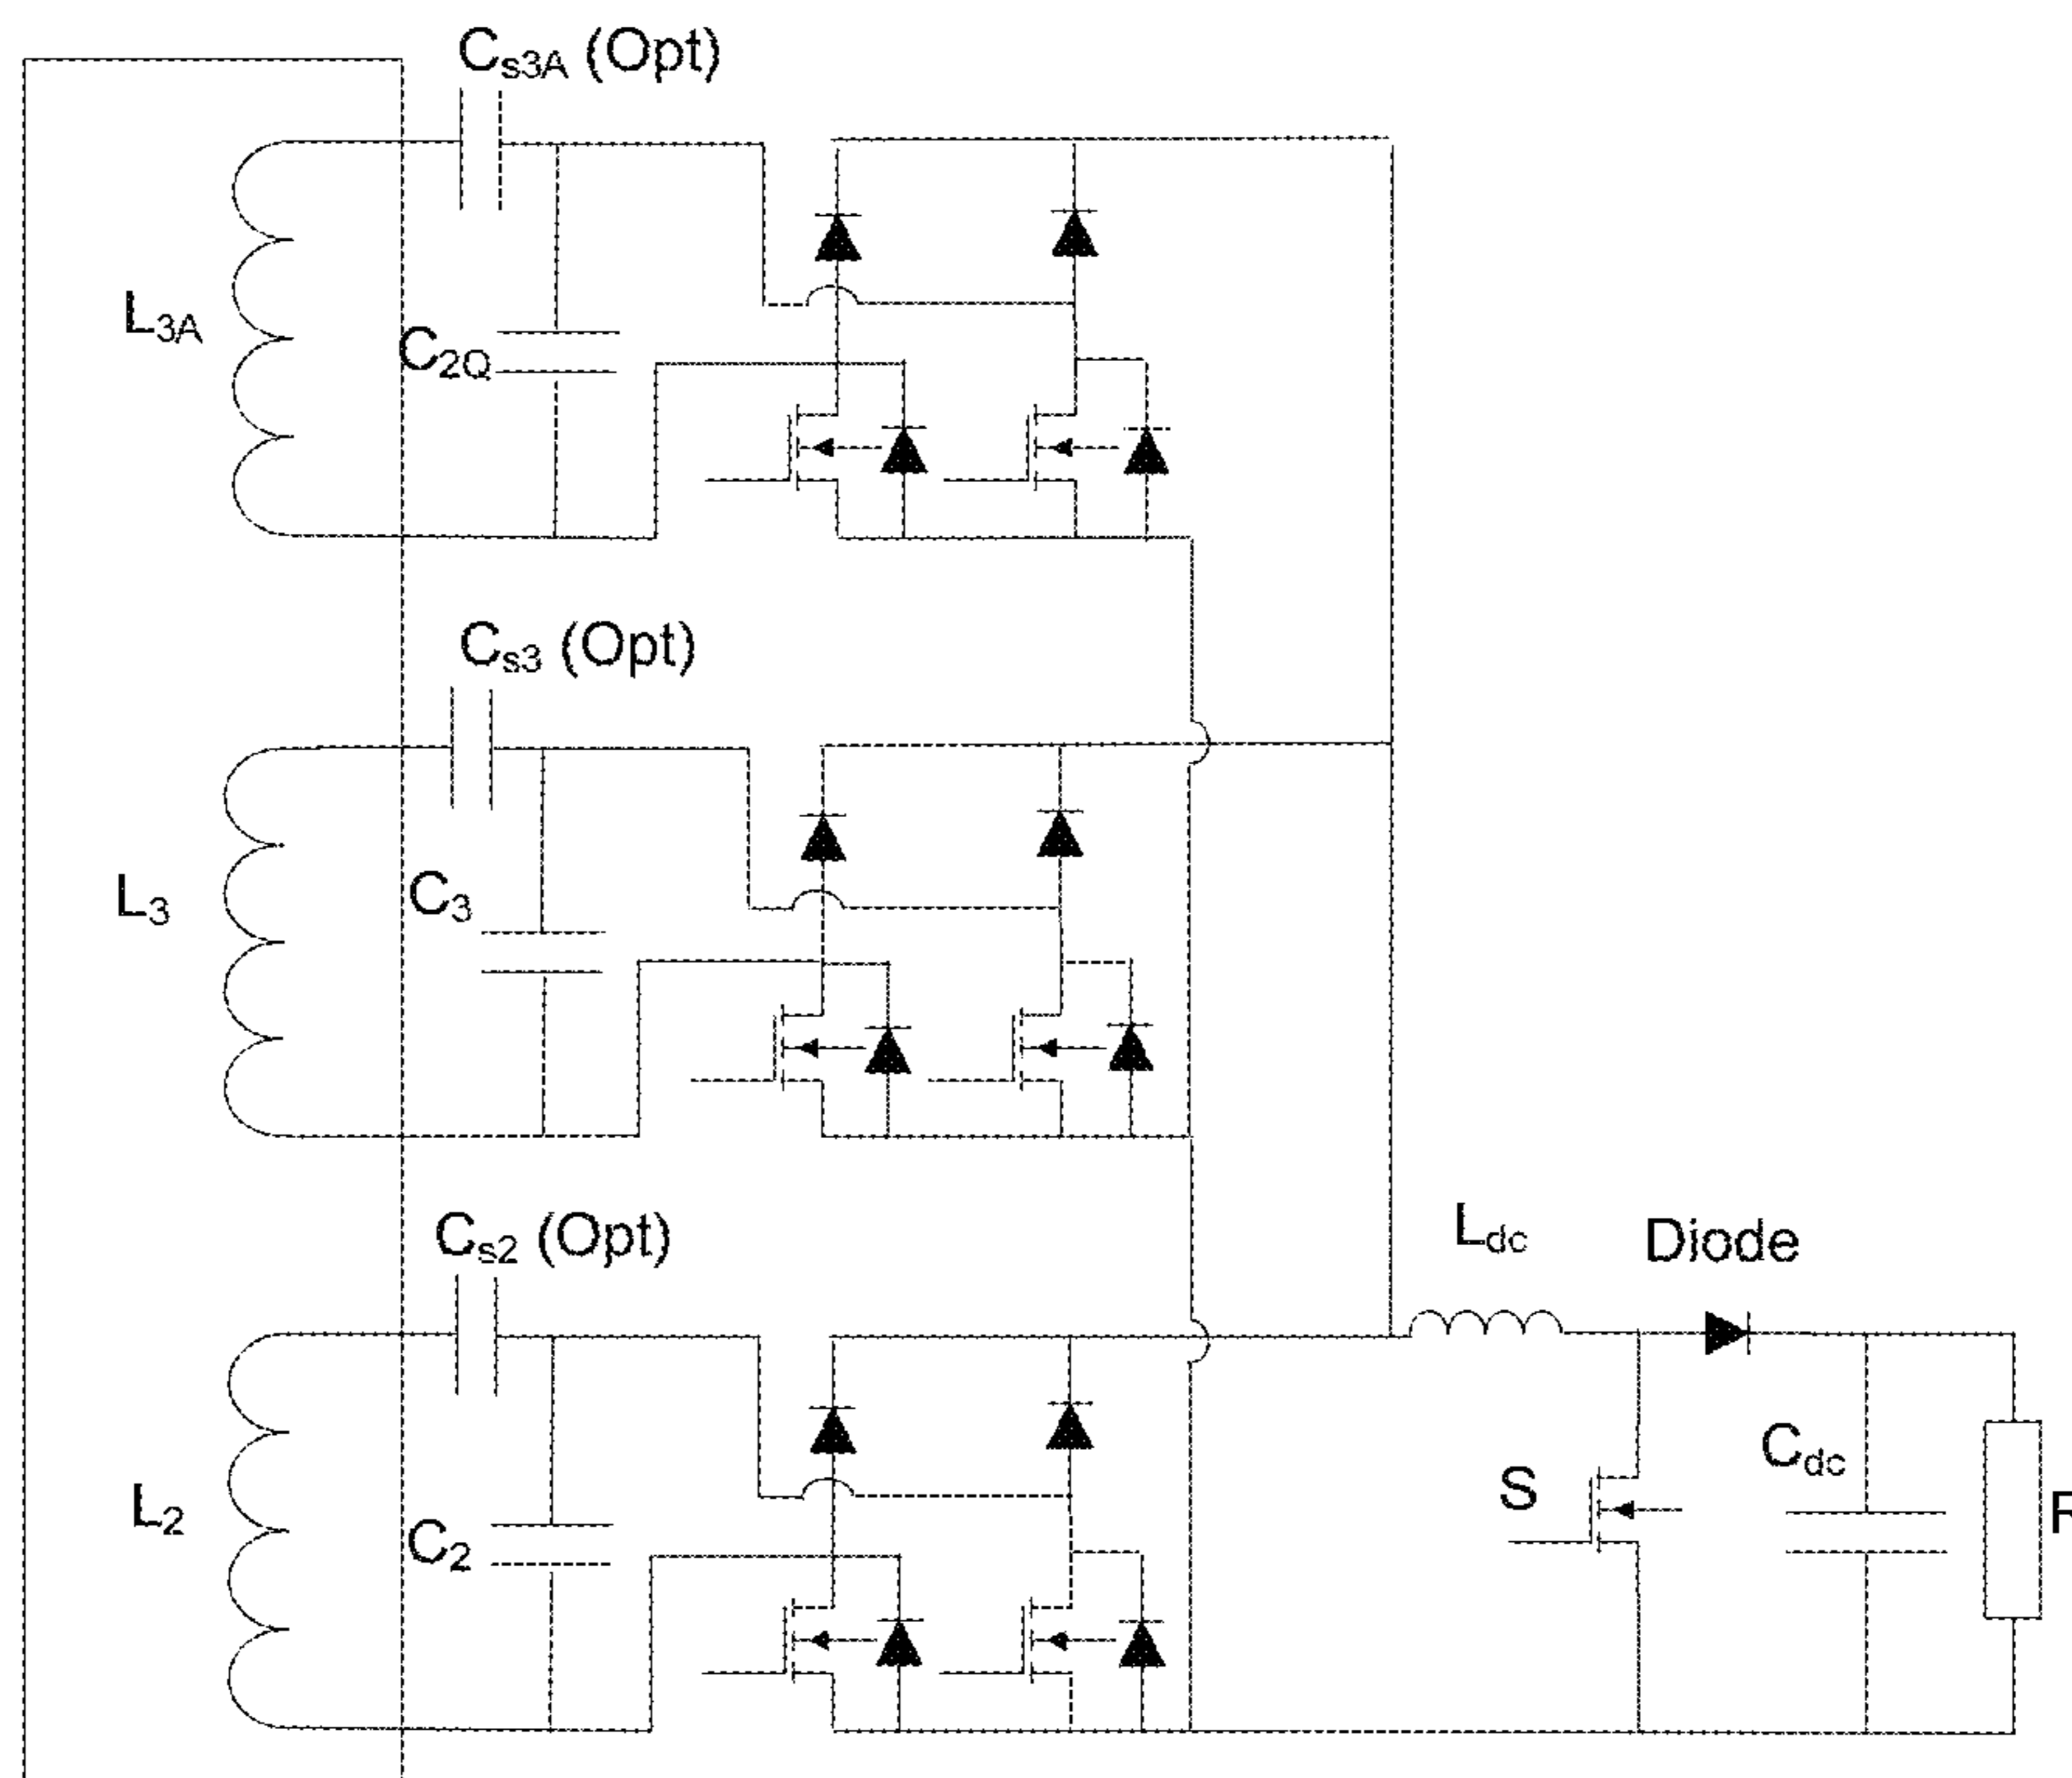 Cs3A (Opt)
L3A
C2Q
Cs3 (Opt)
L3
C3
Cs2 (Opt)
Ldc
Diode
L2
C2
S
Cdc
R